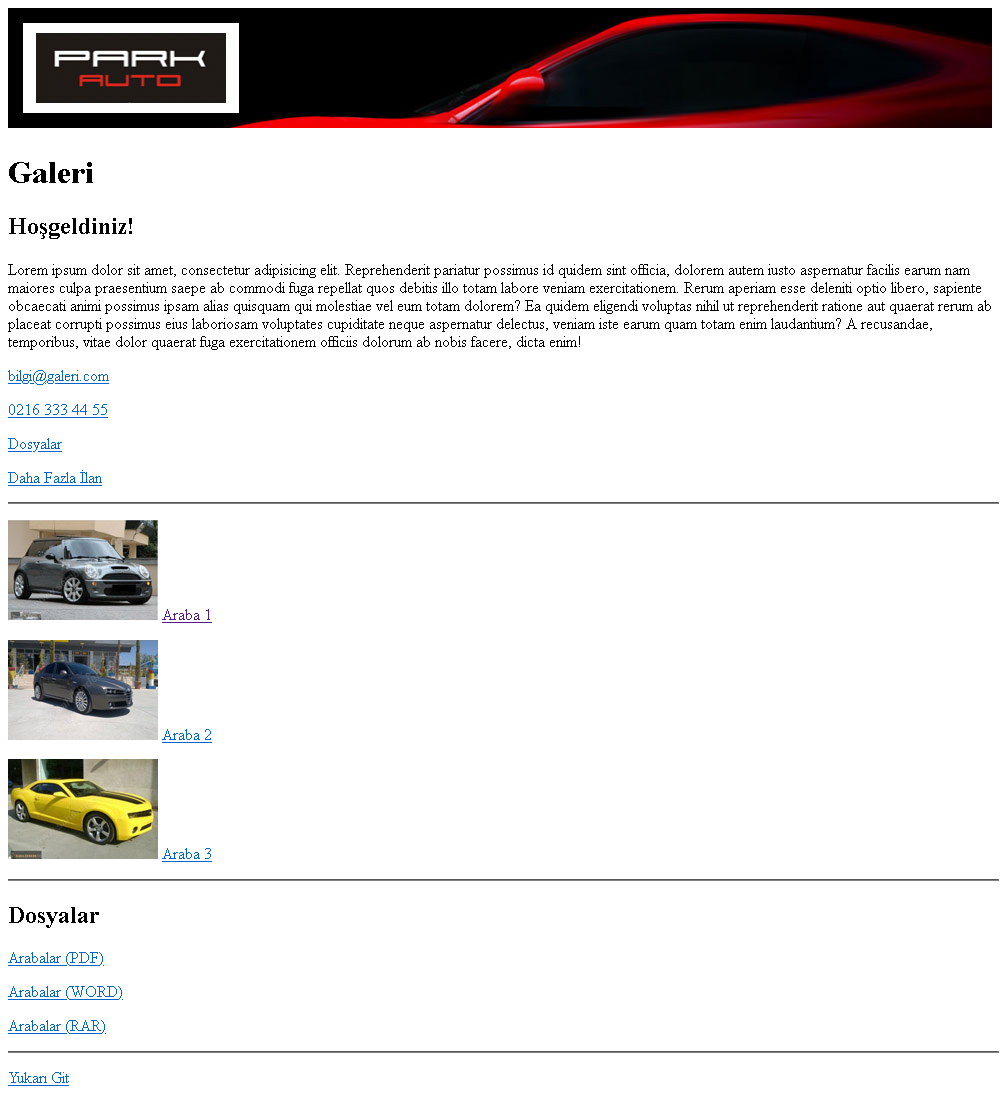 PARK
AUTO
Galeri
Hoşgeldiniz!
Lorem ipsum dolor sit amet, consectetur adipisicing elit. Reprehenderit pariatur possimus id quidem sint officia, dolorem autem iusto aspernatur facilis earum nam
maiores culpa praesentium saepe ab commodi fuga repellat quos debitis illo totam labore veniam exercitationem. Rerum aperiam esse deleniti optio libero, sapiente
obcaecati animi possimus ipsam alias quisquam qui molestiae vel eum totam dolorem? Ea quidem eligendi voluptas nihil ut reprehenderit ratione aut quaerat rerum ab
placeat corrupti possimus eius laboriosam voluptates cupiditate neque aspernatur delectus, veniam iste earum quam totam enim laudantium? A recusandae,
temporibus, vitae dolor quaerat fuga exercitationem officiis dolorum ab nobis facere, dicta enim!
bilgi@galeri.com
0216 333 44 55
Dosyalar
Daha Fazla İlan
Araba 1
Araba 2
Araba 3
Dosyalar
Arabalar (PDF)
Arabalar (WORD)
Arabalar (RAR)
Yukarı Git